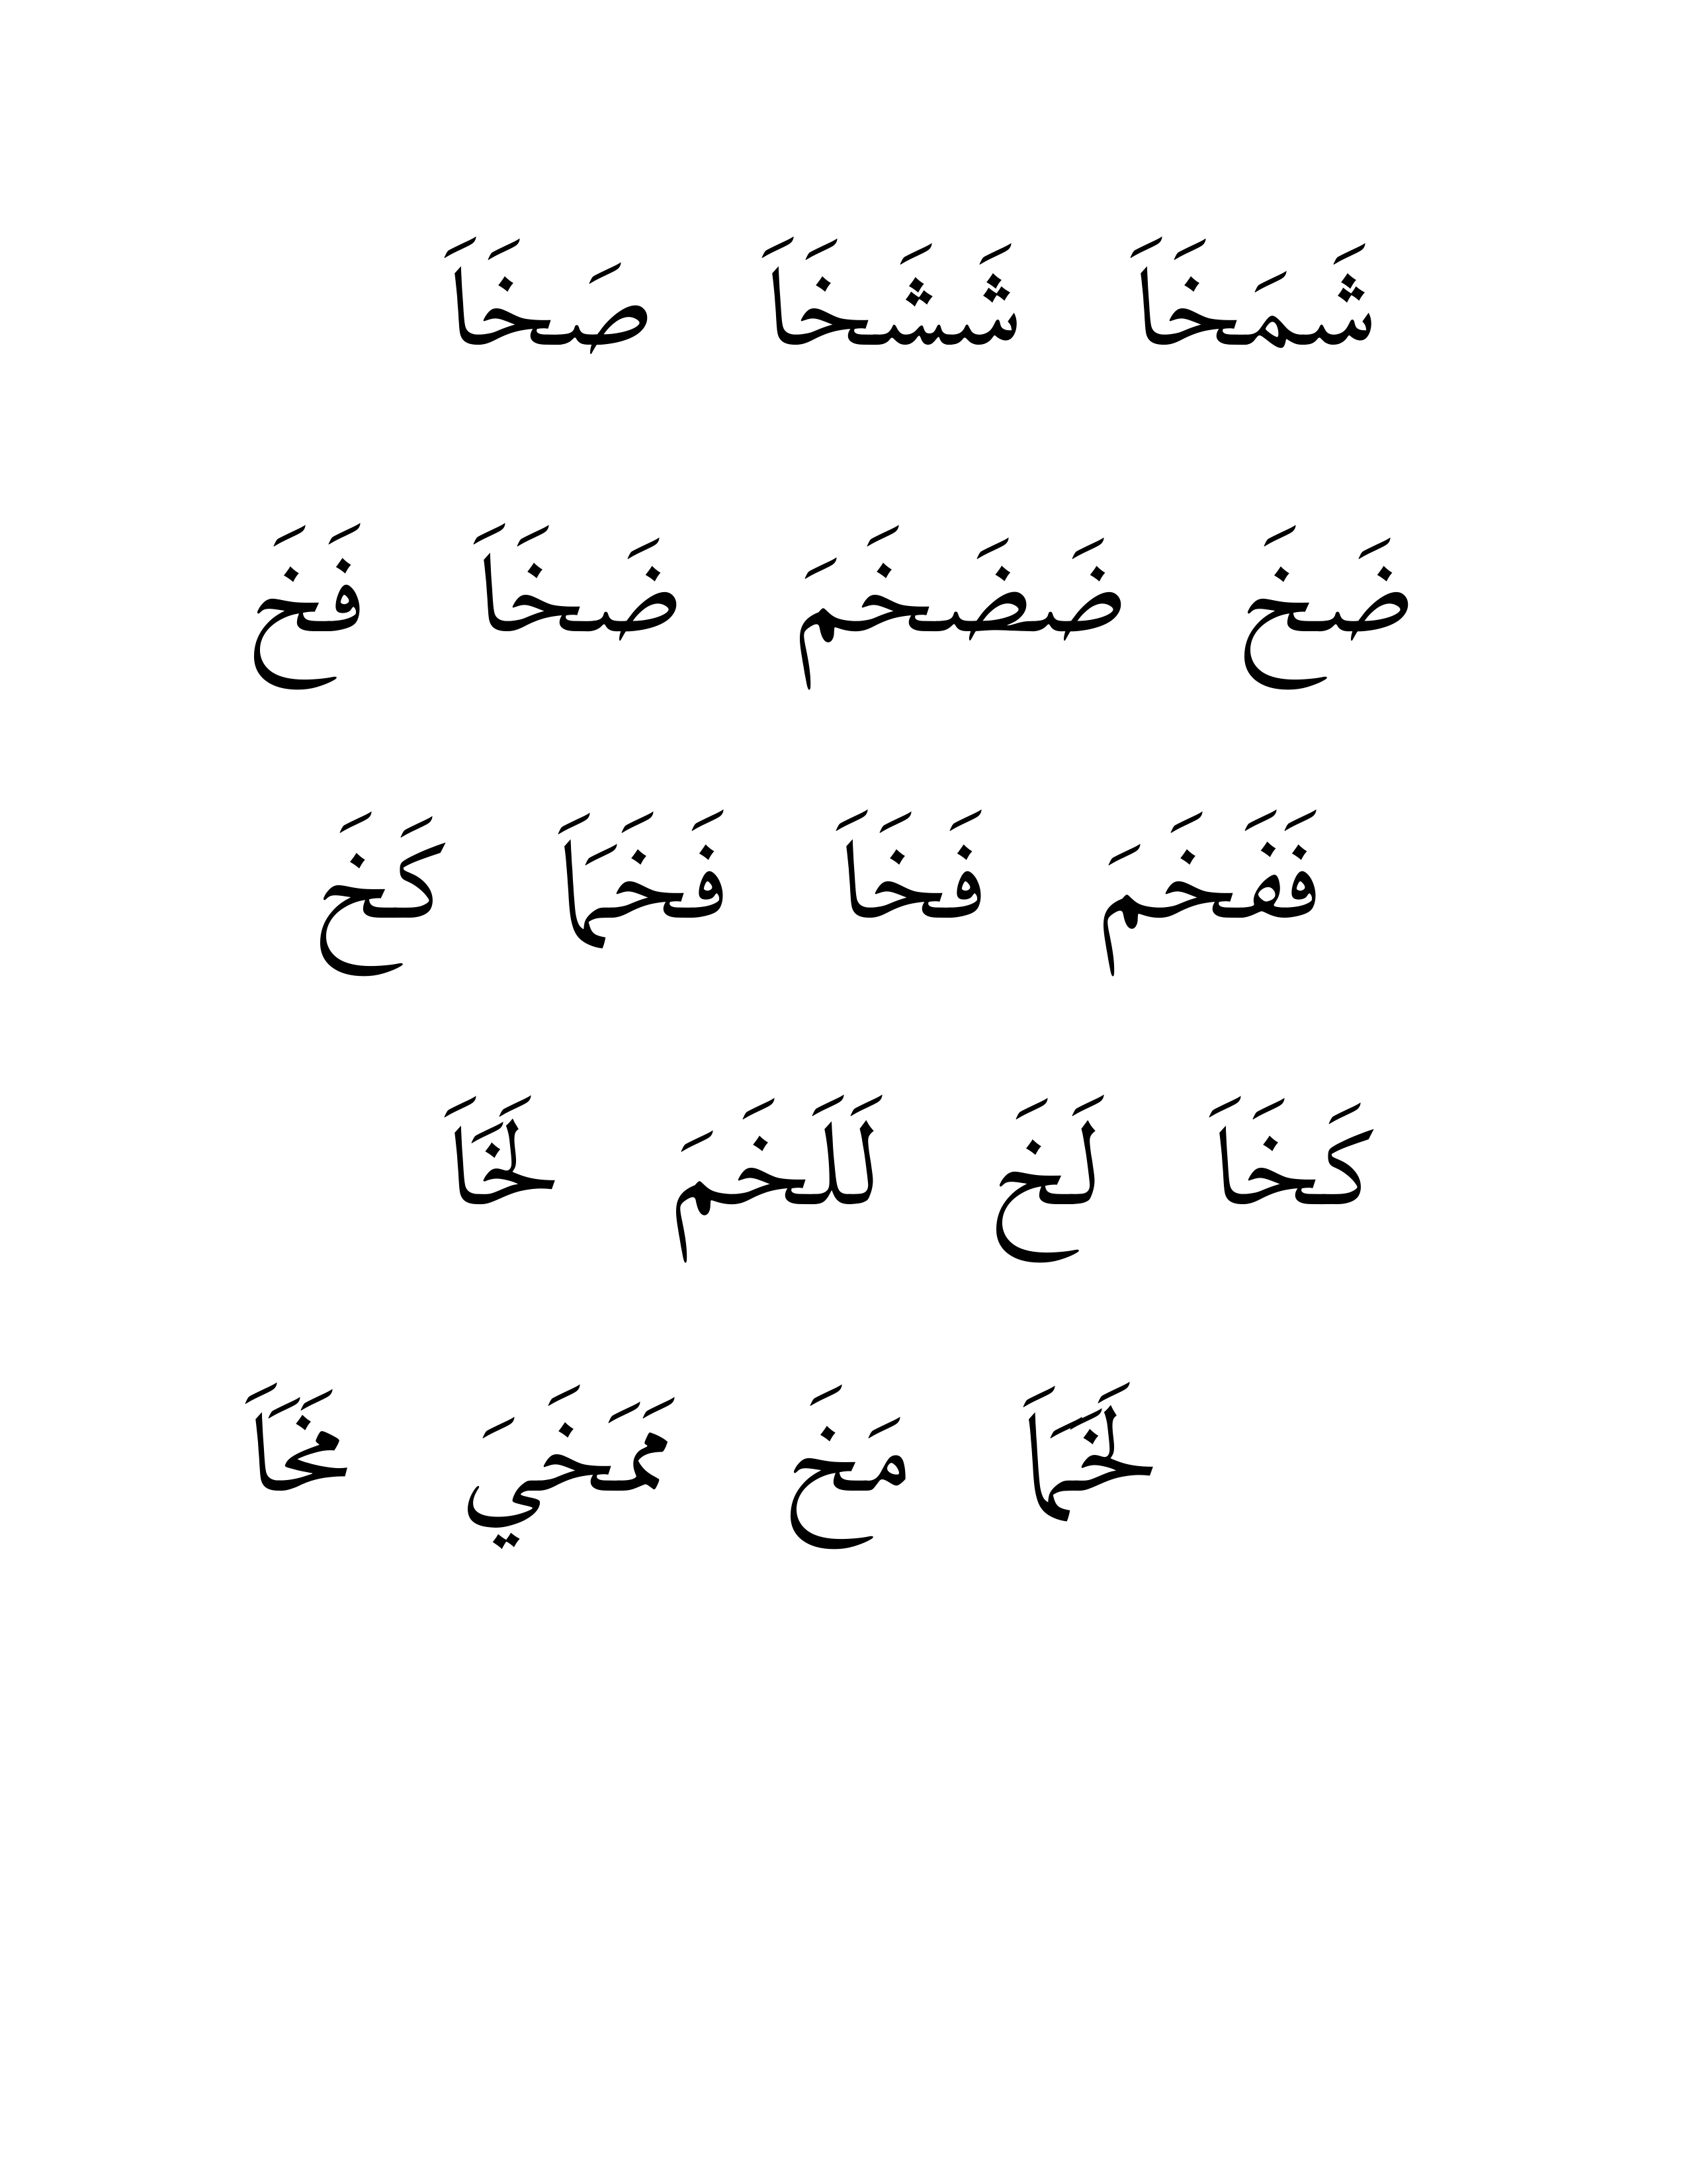 شَمَخَاَ شَشَخَاَ صَخَاَ
ضَخَ ضَضَخَمَ ضَخَاَ فَخَ
فَفَخَمَ فَخَاَ فَخَمَاَ كَخَ
كَخَاَ لَخَ لَلَخَمَ لَخَاَ
لَخَمَاَ مَخَ مَمَخَيَ مَخَاَ